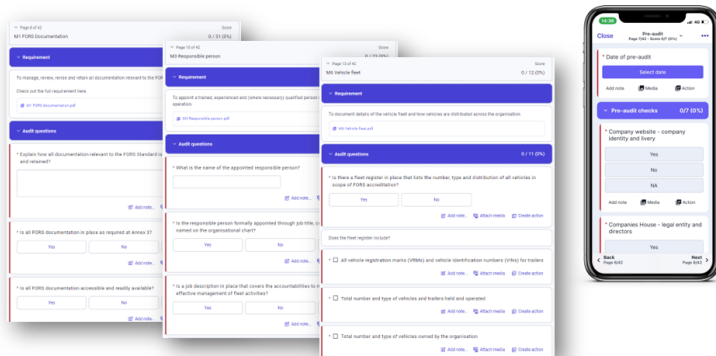 Page 9 of 42
Score
M1 FORS Documentation
0 / 31 (0%)
Requirement
To manage, review, revise and retain all documentation relevant to the FOR
Check out the full requirement here.
M1 FORS documentation.pdf
Audit questions
* Explain how all documentation relevant to the FORS Standard is
and retained?
Add note...
* Is all FORS documentation in place as required at Annex 3?
Yes
No
Add note...
* Is all FORS documentation accessible and readily available?
Yes
No
Add note...
Page 10 of 42
Score
M3 Responsible person
Requirement
To appoint a trained, experienced and (where necessary) qualified person
operation.
M3 Responsible person.pdf
Audit questions
* What is the name of the appointed responsible person?
Add note...
* Is the responsible person formally appointed through job title,
named on the organisational chart?
Yes
No
Add note...
* Is a job description in place that covers the accountabilities to
effective management of fleet activities?
Yes
No
Add note...
Page 13 of 42
Score
M6 Vehicle fleet
0 / 12 (0%)
Requirement
To document details of the vehicle fleet and how vehicles are distributed across the organisation.
M6 Vehicle fleet.pdf
Audit questions
0 / 11 (0%)
* Is there a fleet register in place that lists the number, type and distribution of all vehicles in
scope of FORS accreditation?
Yes
No
Add note...
Attach media
Create action
Does the fleet register include?
* All vehicle registration marks (VRMs) and vehicle identification numbers (VINs) for trailers
Add note...
Attach media
Create action
* Total number and type of vehicles and trailers held and operated
Add note...
Attach media
Create action
* Total number and type of vehicles owned by the organisation
Add note...
Attach media
Create action
14:38
4G
Close
Pre-audit
Page 7/42 - Score 0/7 (0%)
* Date of pre-audit
Select date
Add note
Media
Action
Pre-audit checks
0/7 (0%)
* Company website - company
identity and livery
Yes
No
NA
Add note
Media
Action
* Companies House - legal entity and
directors
Yes
Back
Page 6/42
Next
Page 8/42